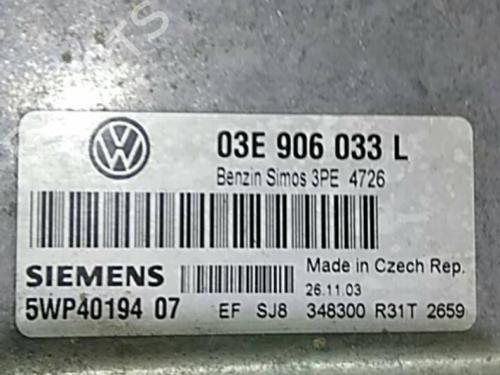 03E 906 033 L
Benzin Simos 3PE 4726
SIEMENS
Made in Czech Rep.
26.11.03
5WP40194 07 EF SJ8 348300 R31T 2659